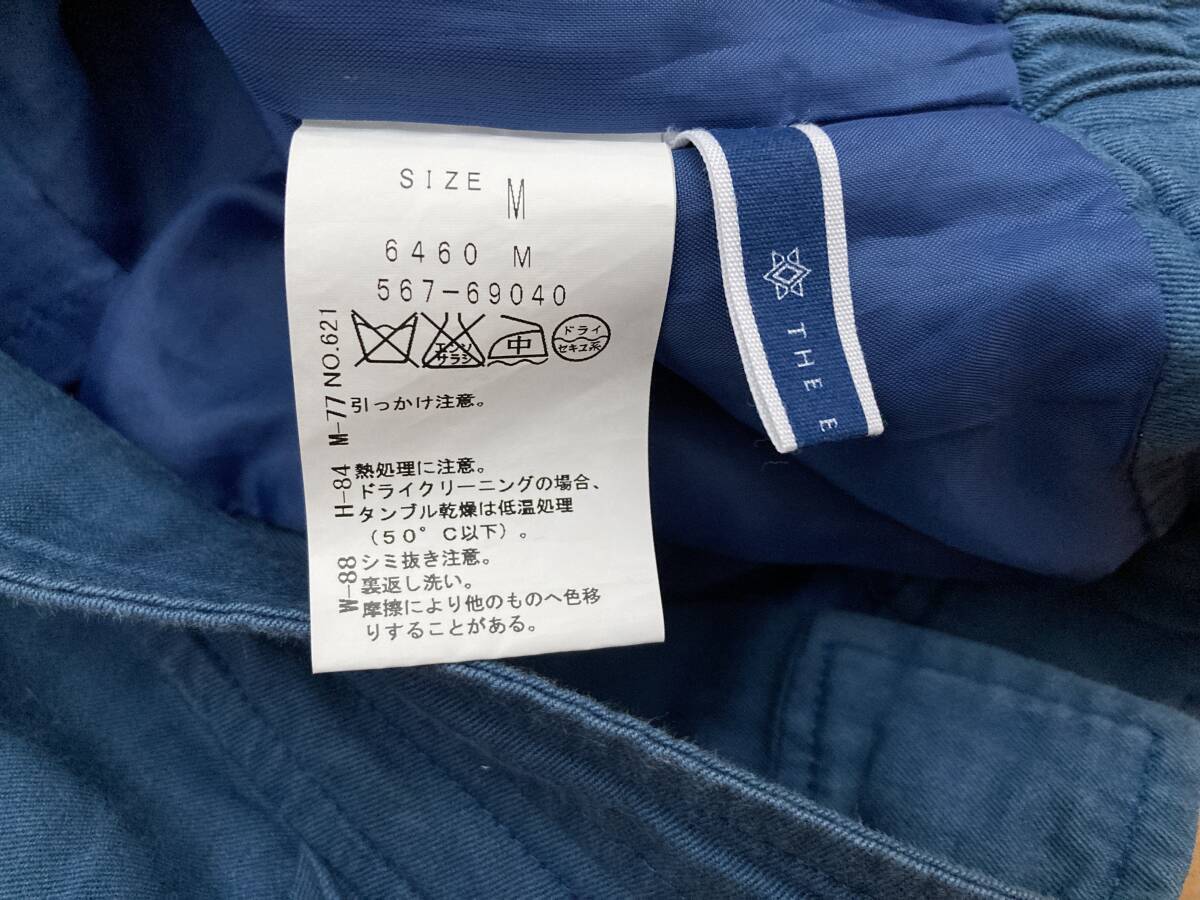 SIZE M
6460 M
567-69040
エンソ
サラシ
中
ドライ
セキユ系
引っかけ注意。
熱処理に注意。
ドライクリーニングの場合、
タンブル乾燥は低温処理
（50°C以下）。
シミ抜き注意。
裏返し洗い。
摩擦により他のものへ色移
りすることがある。
W-88 H-84 M-77 NO.621
THE E